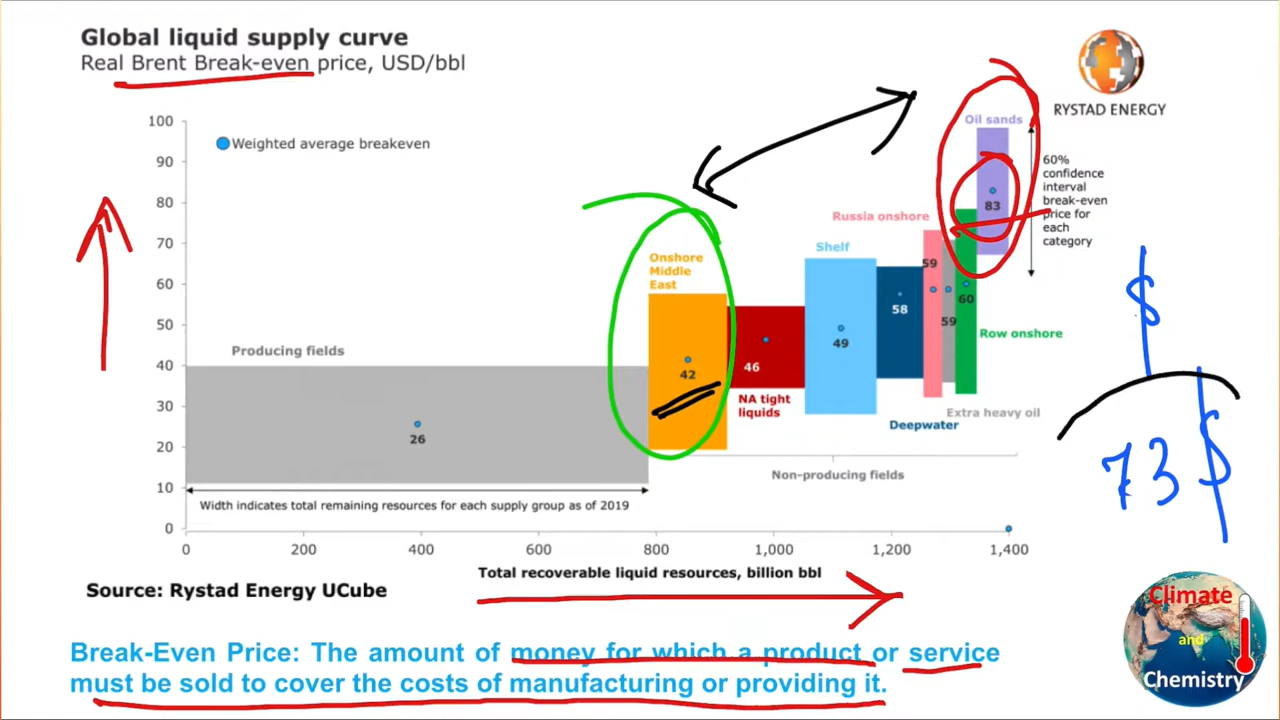 Global liquid supply curve
Real Brent Break-even price, USD/bbl
RYSTAD ENERGY
100
90
80
70
60
50
40
30
20
10
0
Weighted average breakeven
Oil sands
83
60%
confidence
interval
break-even
price for
each
category
Russia onshore
59
Shelf
49
58
59
60
Row onshore
Onshore
Middle
East
42
46
NA tight
liquids
Extra heavy oil
Deepwater
Producing fields
26
Non-producing fields
Width indicates total remaining resources for each supply group as of 2019
0
200
400
600
800
1,000
1,200
1,400
Total recoverable liquid resources, billion bbl
Source: Rystad Energy UCube
$
73 $
Break-Even Price: The amount of money for which a product or service
must be sold to cover the costs of manufacturing or providing it.
Climate
and
Chemistry